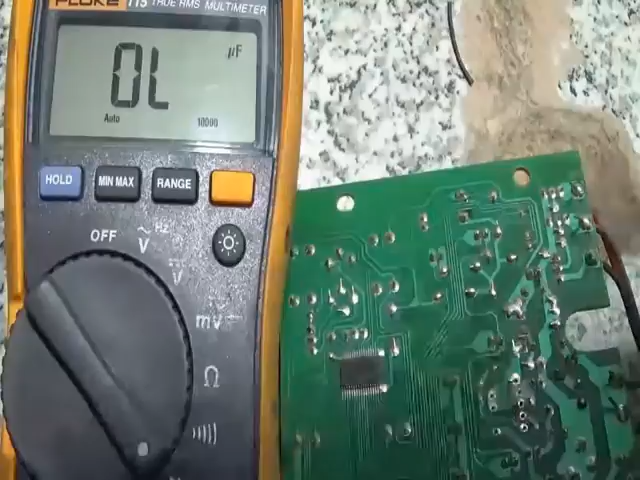 FLUKE 115 TRUE RMS MULTIMETER
OL
µF
Auto
10000
HOLD
MIN MAX
RANGE
OFF
V
Hz
V
mV
Ω